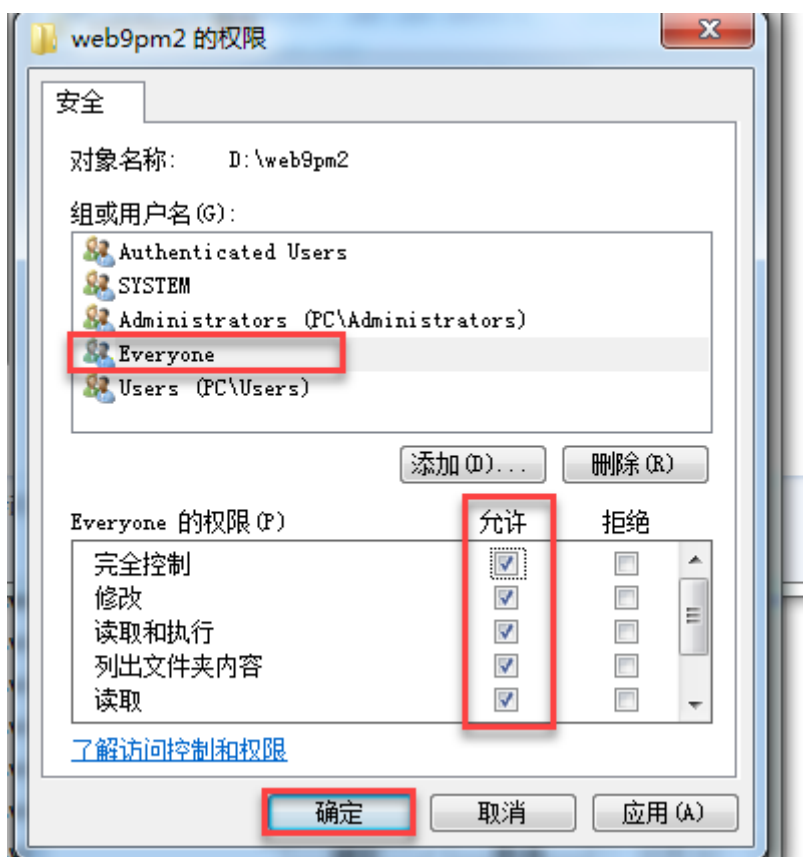 web9pm2 的权限
安全
对象名称: D:\web9pm2
组或用户名(G):
Authenticated Users
SYSTEM
Administrators (PC\Administrators)
Everyone
Users (PC\Users)
添加(D)... 删除(R)
Everyone 的权限(P) 允许 拒绝
完全控制
修改
读取和执行
列出文件夹内容
读取
了解访问控制和权限
确定 取消 应用(A)